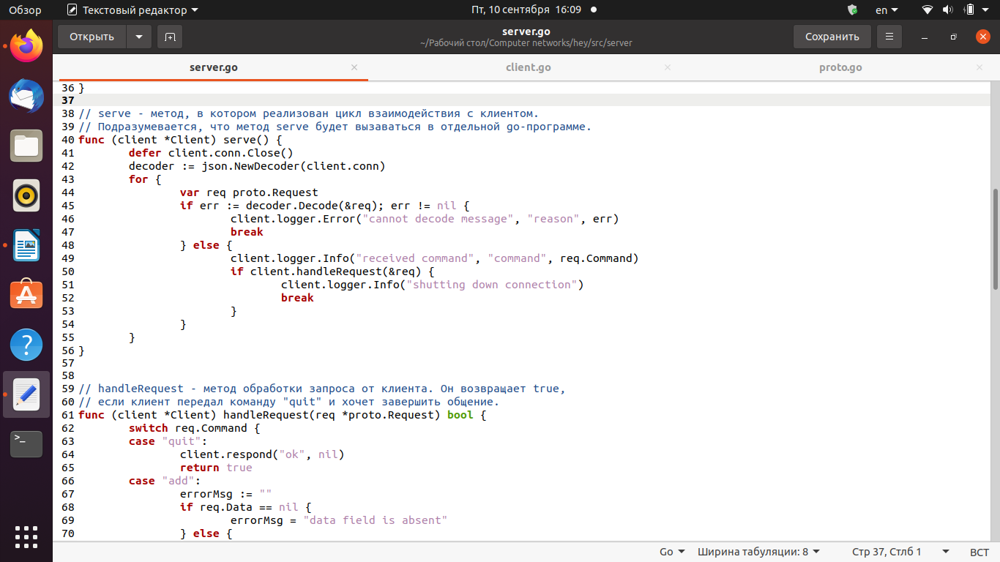 Обзор
Текстовый редактор
Пт, 10 сентября 16:09
en
Открыть
server.go
~/Рабочий стол/Computer networks/hey/src/server
Сохранить
server.go
client.go
proto.go
36 }
37
38 // serve - метод, в котором реализован цикл взаимодействия с клиентом.
39 // Подразумевается, что метод serve будет вызаваться в отдельной go-программе.
40 func (client *Client) serve() {
41 defer client.conn.Close()
42 decoder := json.NewDecoder(client.conn)
43 for {
44 var req proto.Request
45 if err := decoder.Decode(&req); err != nil {
46 client.logger.Error("cannot decode message", "reason", err)
47 break
48 } else {
49 client.logger.Info("received command", "command", req.Command)
50 if client.handleRequest(&req) {
51 client.logger.Info("shutting down connection")
52 break
53 }
54 }
55 }
56 }
57
58
59 // handleRequest - метод обработки запроса от клиента. Он возвращает true,
60 // если клиент передал команду "quit" и хочет завершить общение.
61 func (client *Client) handleRequest(req *proto.Request) bool {
62 switch req.Command {
63 case "quit":
64 client.respond("ok", nil)
65 return true
66 case "add":
67 errorMsg := ""
68 if req.Data == nil {
69 errorMsg = "data field is absent"
70 } else {
Go
Ширина табуляции: 8
Стр 37, Стлб 1
ВСТ